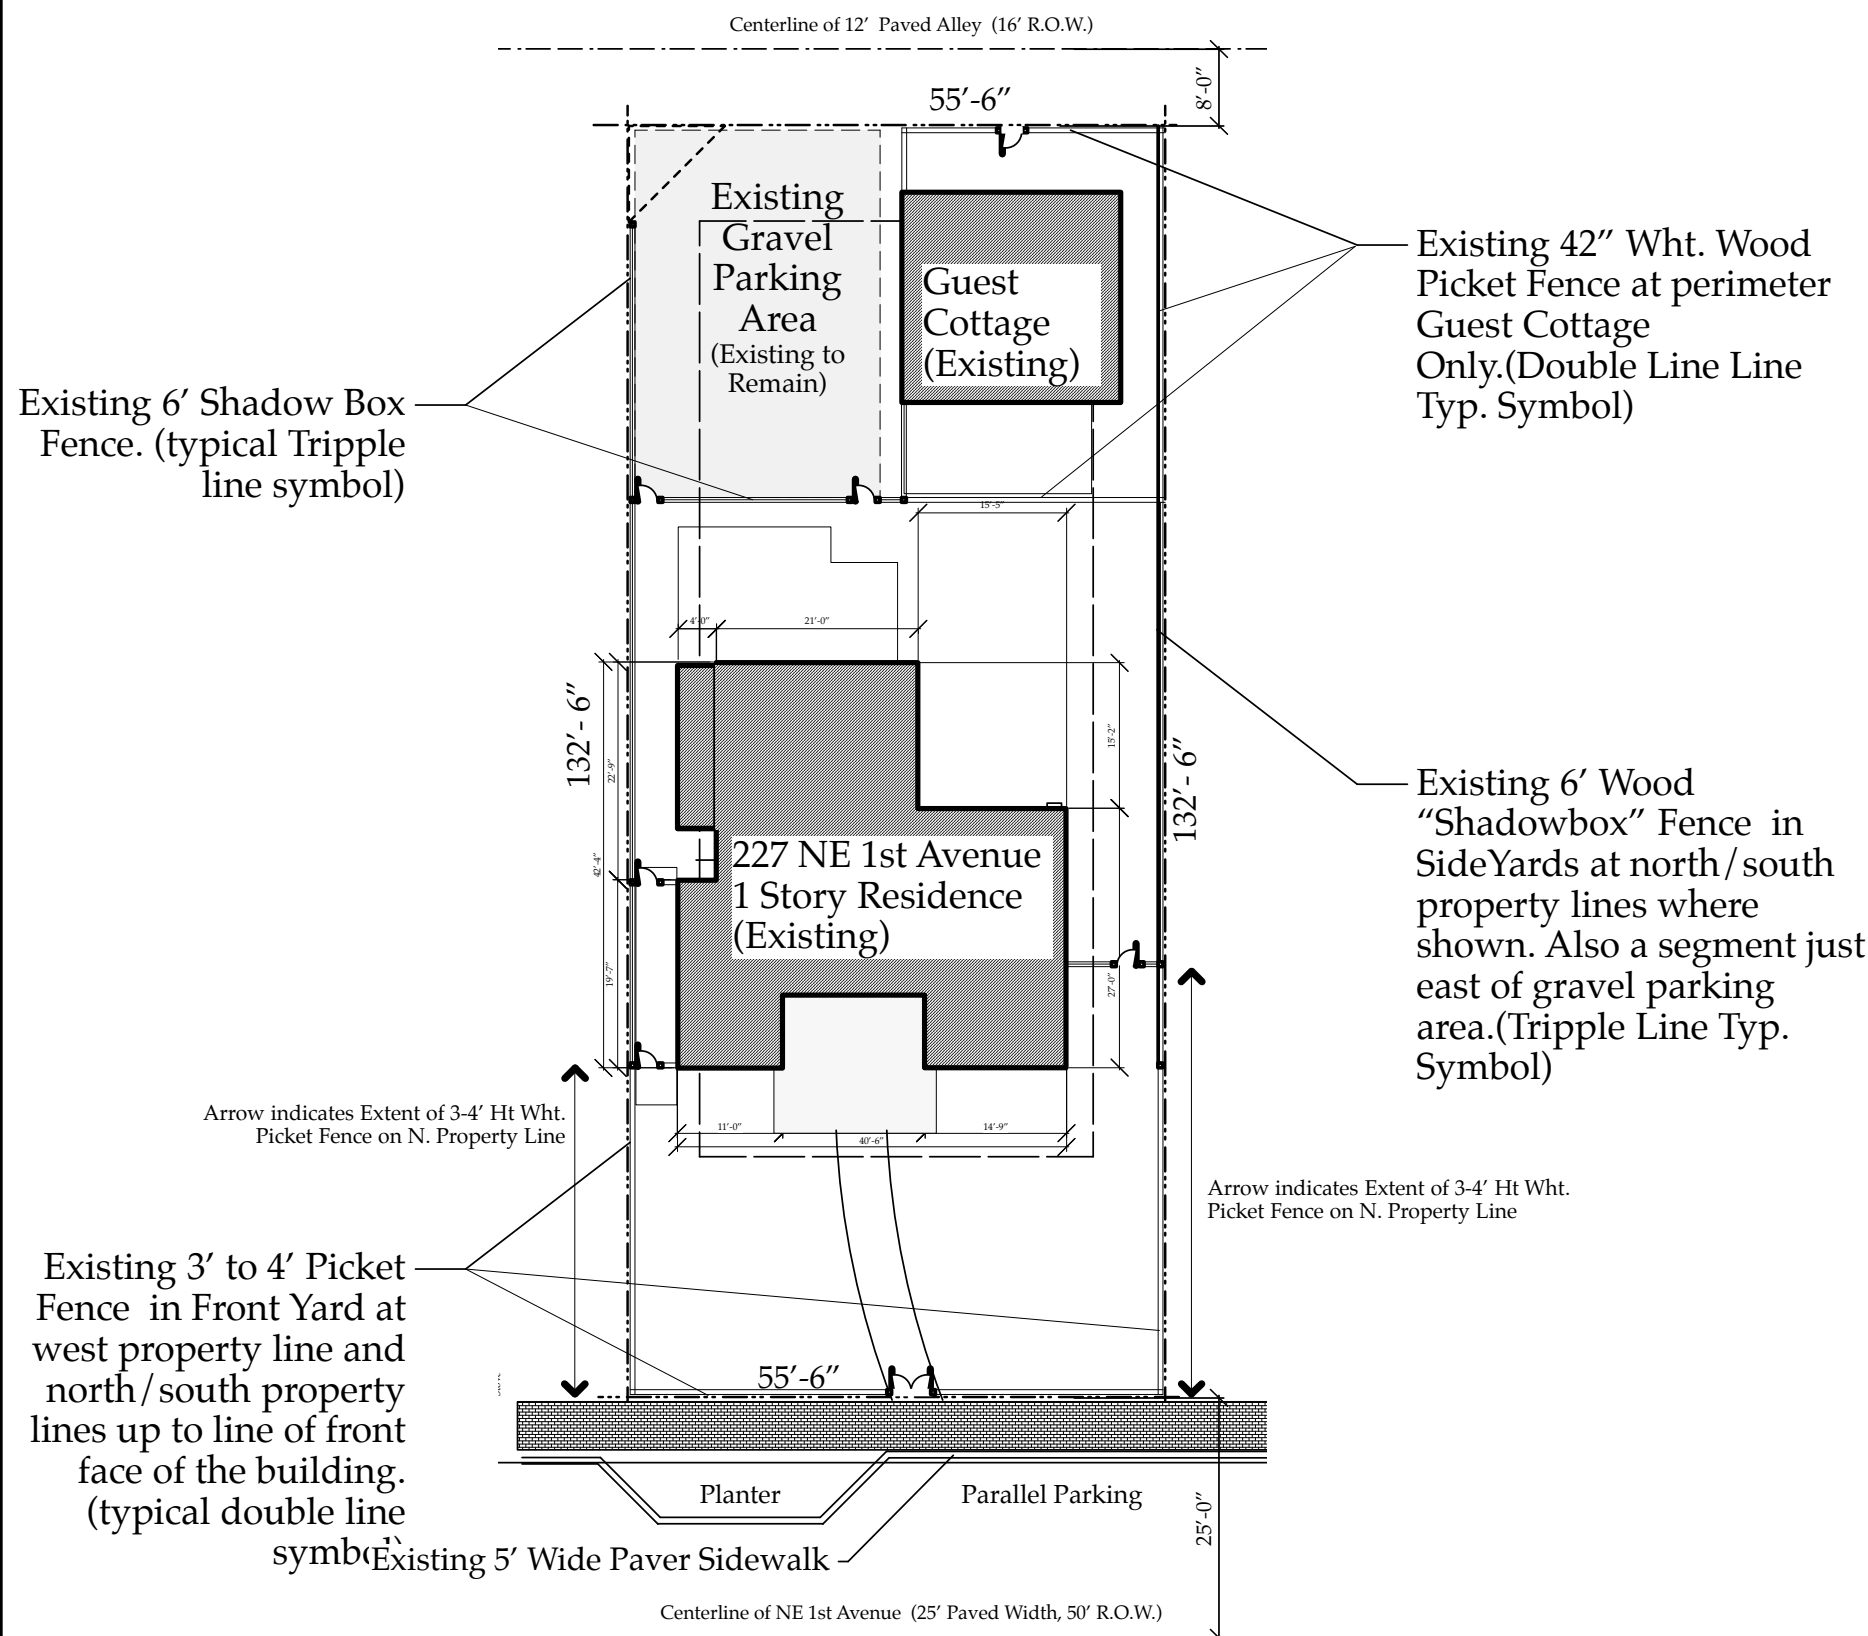 Centerline of 12′ Paved Alley (16′ R.O.W.)
8′-0″
55′-6″
Existing
Gravel
Parking
Area
(Existing to
Remain)
Guest
Cottage
(Existing)
Existing 42″ Wht. Wood
Picket Fence at perimeter
Guest Cottage
Only.(Double Line Line
Typ. Symbol)
Existing 6′ Shadow Box
Fence. (typical Tripple
line symbol)
15′-5″
4′-0″
21′-0″
132′- 6″
22′-9″
42′-4″
19′-7″
15′-2″
132′- 6″
27′-0″
227 NE 1st Avenue
1 Story Residence
(Existing)
Existing 6′ Wood
“Shadowbox” Fence in
SideYards at north/south
property lines where
shown. Also a segment just
east of gravel parking
area.(Tripple Line Typ.
Symbol)
Arrow indicates Extent of 3-4′ Ht Wht.
Picket Fence on N. Property Line
11′-0″
14′-9″
40′-6″
Arrow indicates Extent of 3-4′ Ht Wht.
Picket Fence on N. Property Line
Existing 3′ to 4′ Picket
Fence in Front Yard at
west property line and
north/south property
lines up to line of front
face of the building.
(typical double line
55′-6″
Planter
Parallel Parking
25′-0″
Existing 5′ Wide Paver Sidewalk
Centerline of NE 1st Avenue (25′ Paved Width, 50′ R.O.W.)